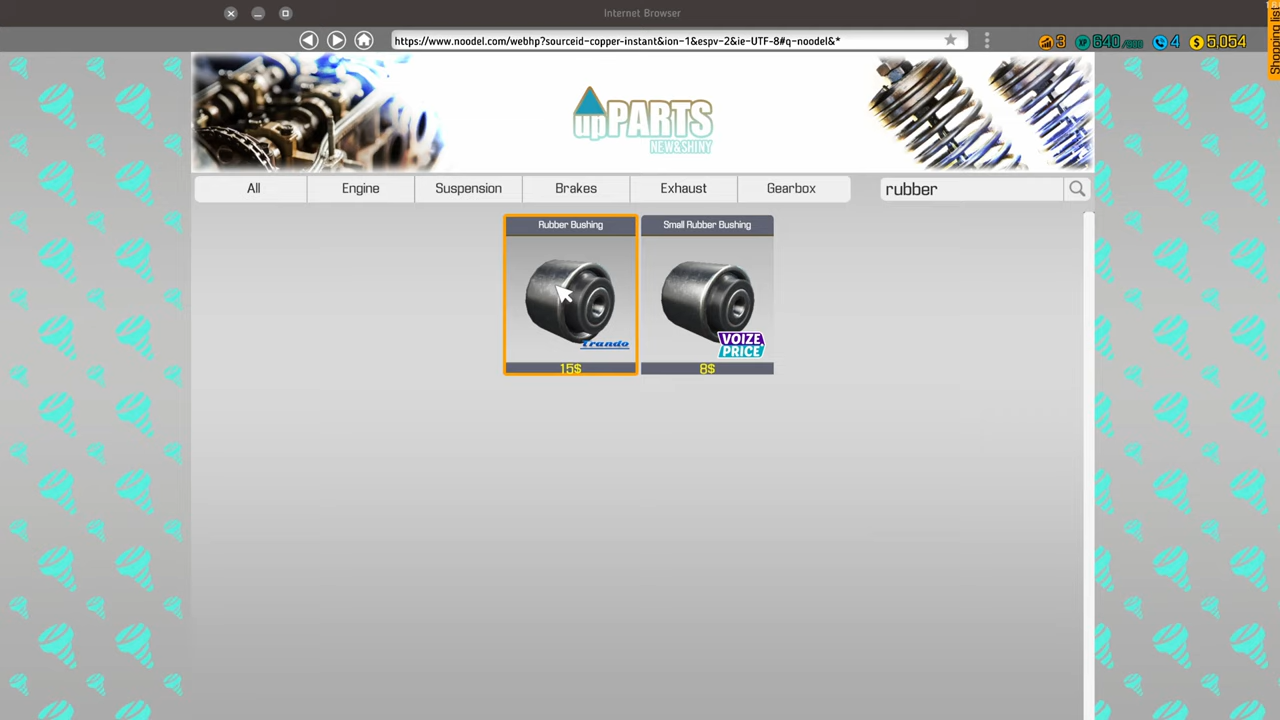 Internet Browser
https://www.noodel.com/webhp?sourceid-copper-instant&ion-1&espv-2&ie-UTF-8#q-noodel&*
3
XP 640
4
$ 5,054
Shopping list
upPARTS
NEW&SHINY
All
Engine
Suspension
Brakes
Exhaust
Gearbox
rubber
Rubber Bushing
Small Rubber Bushing
Trando
VOIZE
PRICE
15$
8$